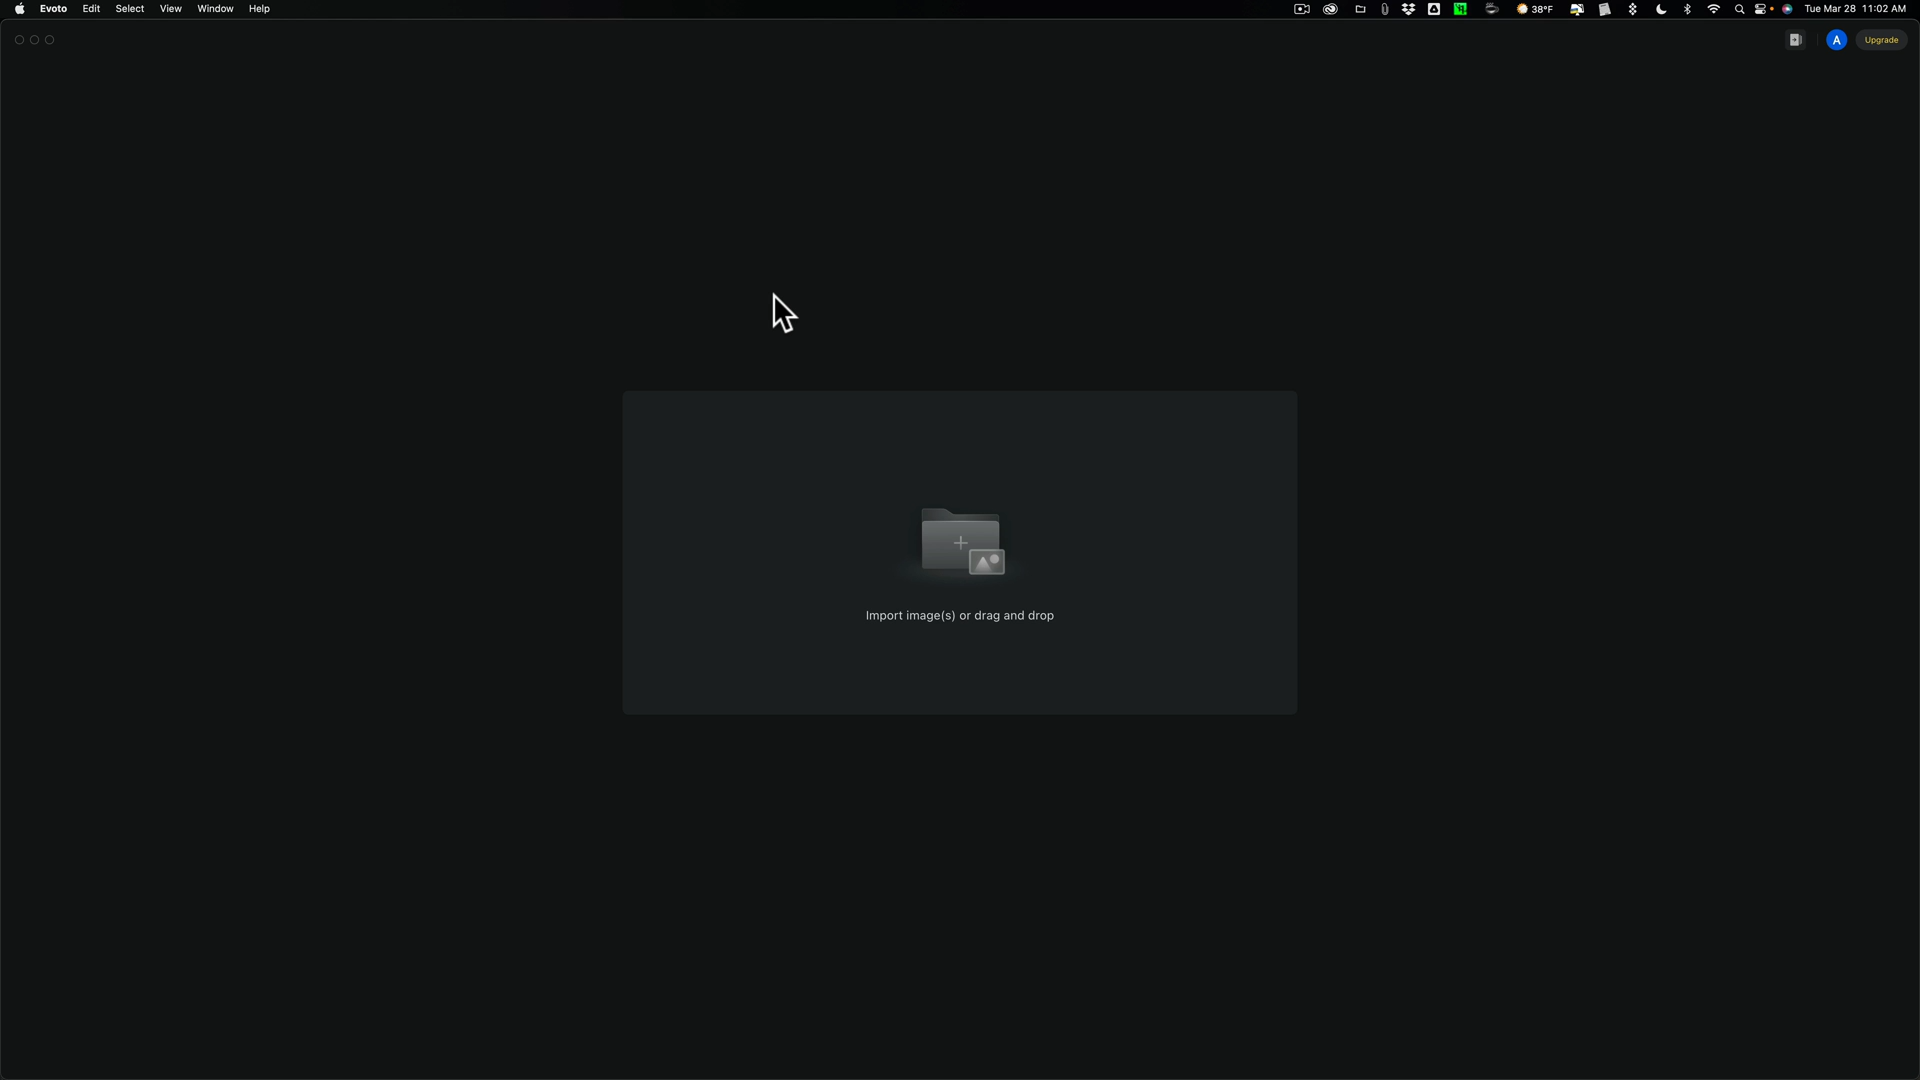 Evoto Edit Select View Window Help 38°F Tue Mar 28 11:02 AM
A Upgrade
Import image(s) or drag and drop